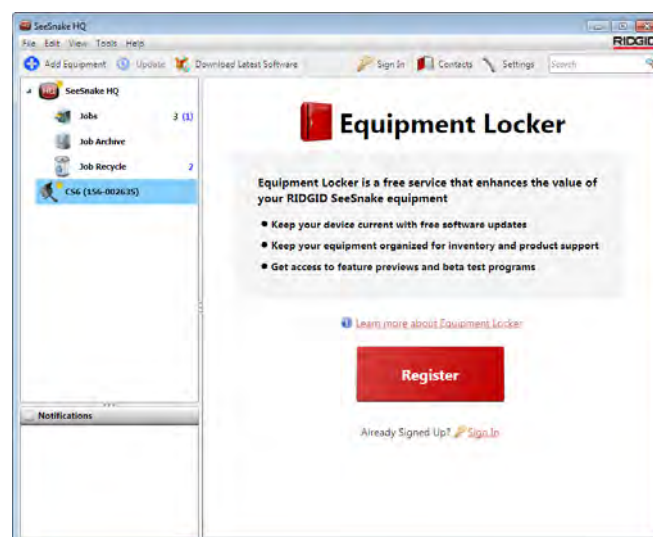 SeeSnake HQ
File Edit View Tools Help
RIDGID
Add Equipment Update Download Latest Software Sign In Contacts Settings Search
SeeSnake HQ
Jobs 3 (1)
Job Archive
Job Recycle 2
CS6 (156-002635)
Notifications
Equipment Locker
Equipment Locker is a free service that enhances the value of
your RIDGID SeeSnake equipment
• Keep your device current with free software updates
• Keep your equipment organized for inventory and product support
• Get access to feature previews and beta test programs
Learn more about Equipment Locker
Register
Already Signed Up? Sign In